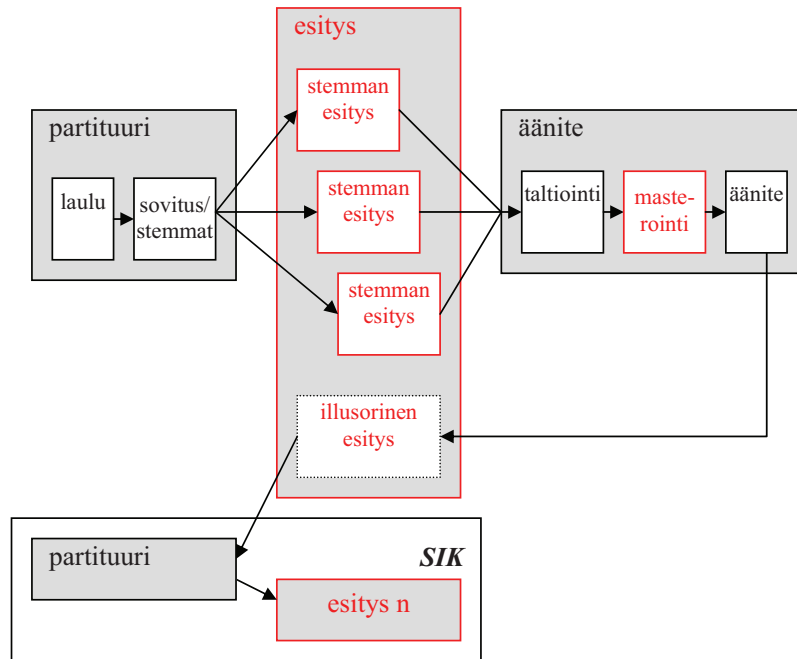 esitys
stemman
esitys
partituuri
laulu
sovitus/
stemmat
stemman
esitys
stemman
esitys
äänite
taltiointi
maste-
rointi
äänite
illusorinen
esitys
partituuri
SIK
esitys n